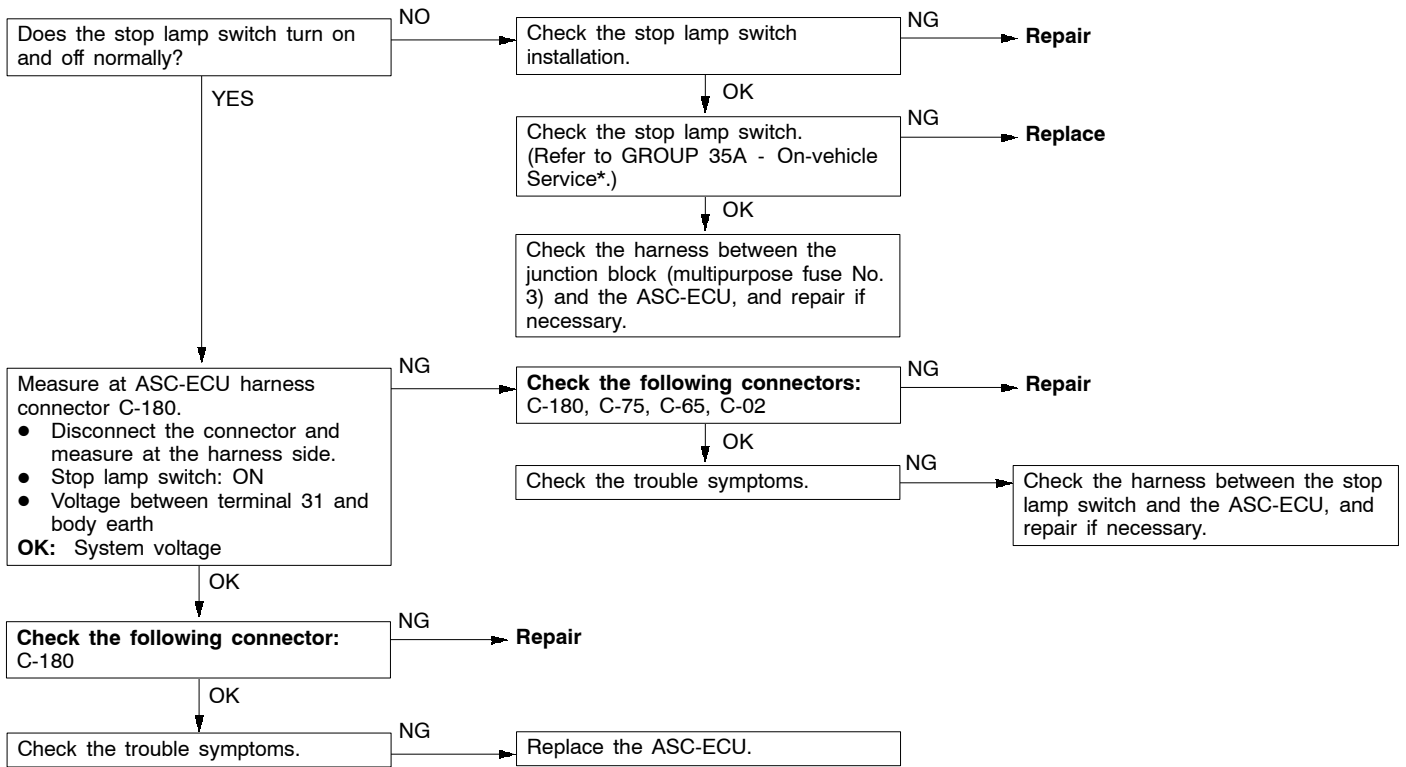 Does the stop lamp switch turn on
and off normally?
NO
Check the stop lamp switch
installation.
NG
Repair
YES
OK
Check the stop lamp switch.
(Refer to GROUP 35A - On-vehicle
Service*.)
NG
Replace
OK
Check the harness between the
junction block (multipurpose fuse No.
3) and the ASC-ECU, and repair if
necessary.
Measure at ASC-ECU harness
connector C-180.
● Disconnect the connector and
measure at the harness side.
● Stop lamp switch: ON
● Voltage between terminal 31 and
body earth
OK: System voltage
NG
Check the following connectors:
C-180, C-75, C-65, C-02
NG
Repair
OK
Check the trouble symptoms.
NG
Check the harness between the stop
lamp switch and the ASC-ECU, and
repair if necessary.
OK
Check the following connector:
C-180
NG
Repair
OK
Check the trouble symptoms.
NG
Replace the ASC-ECU.